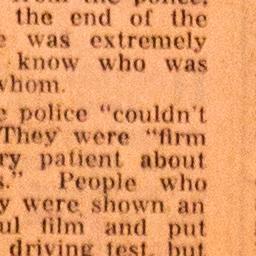 the end of the
was extremely
know who was
whom.
police “couldn’t
They were “firm
patient about
People who
were shown an
film and put
driving test, but